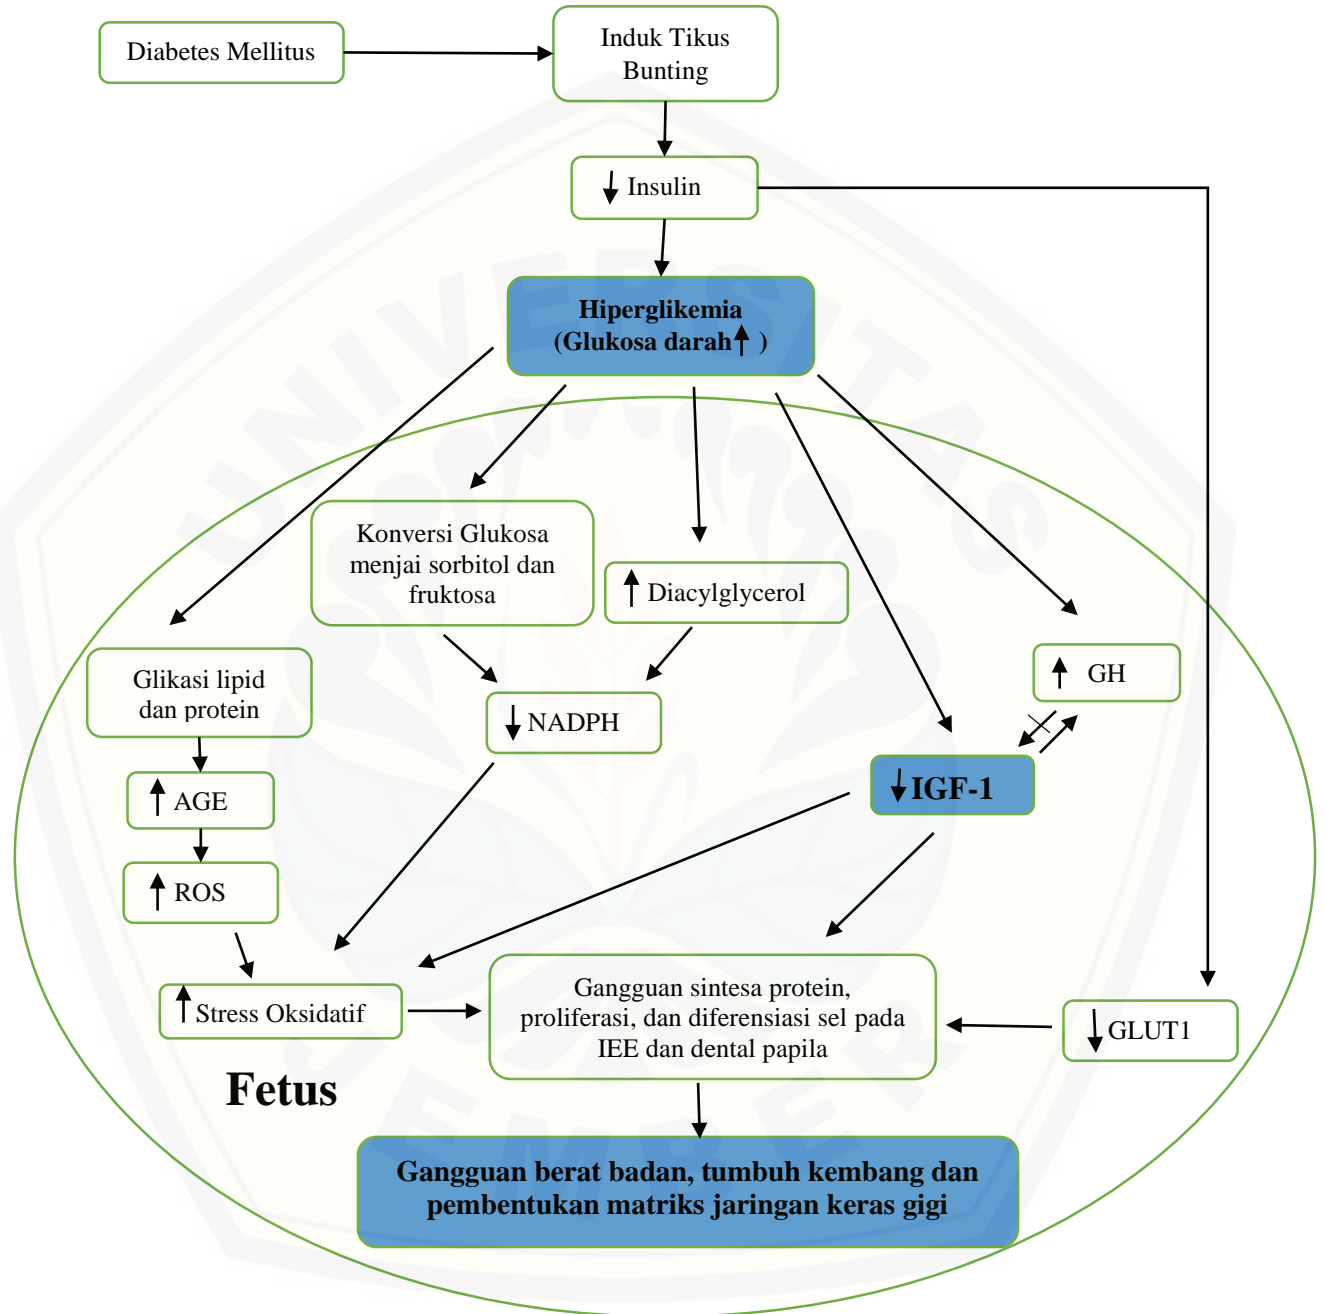 Diabetes Mellitus
Induk Tikus
Bunting
Insulin
Hiperglikemia
(Glukosa darah )
Konversi Glukosa
menjai sorbitol dan
fruktosa
Diacylglycerol
Glikasi lipid
dan protein
GH
NADPH
IGF-1
AGE
ROS
Stress Oksidatif
Gangguan sintesa protein,
proliferasi, dan diferensiasi sel pada
IEE dan dental papila
GLUT1
Fetus
Gangguan berat badan, tumbuh kembang dan
pembentukan matriks jaringan keras gigi
UNIVERSITAS
JEMBER